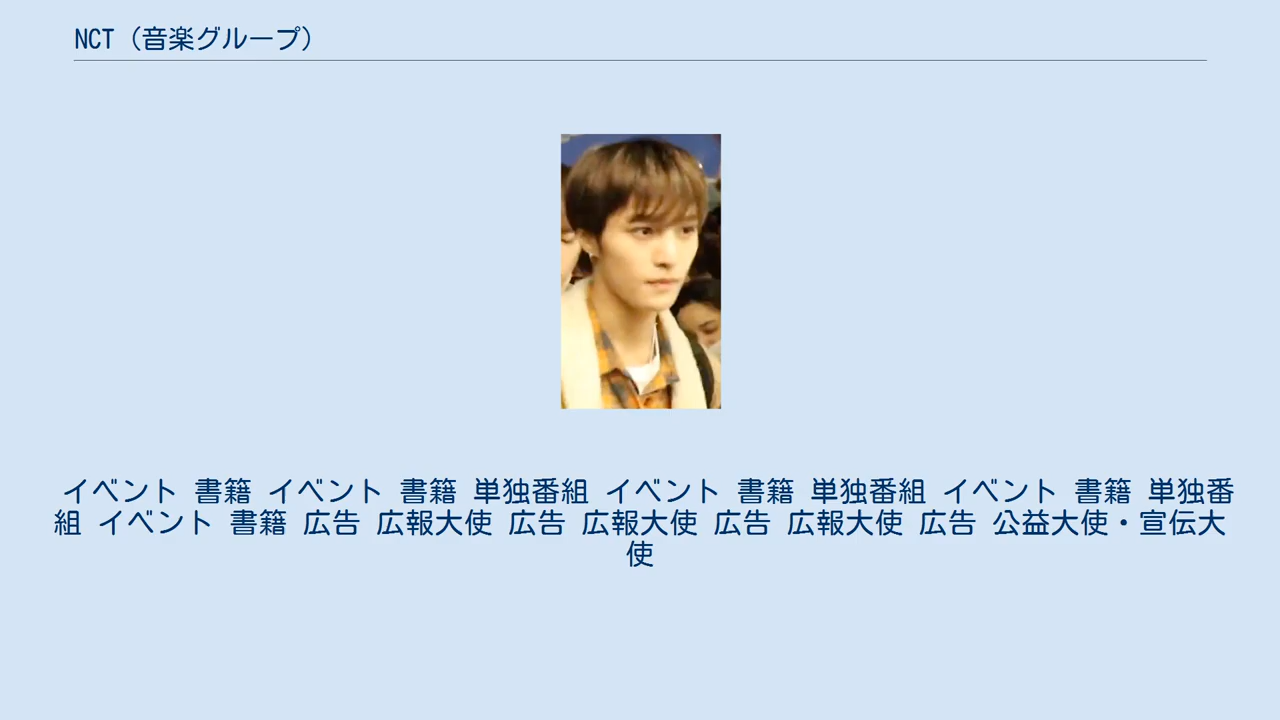 NCT（音楽グループ）
イベント 書籍 イベント 書籍 単独番組 イベント 書籍 単独番組 イベント 書籍 単独番
組 イベント 書籍 広告 広報大使 広告 広報大使 広告 広報大使 広告 公益大使・宣伝大
使